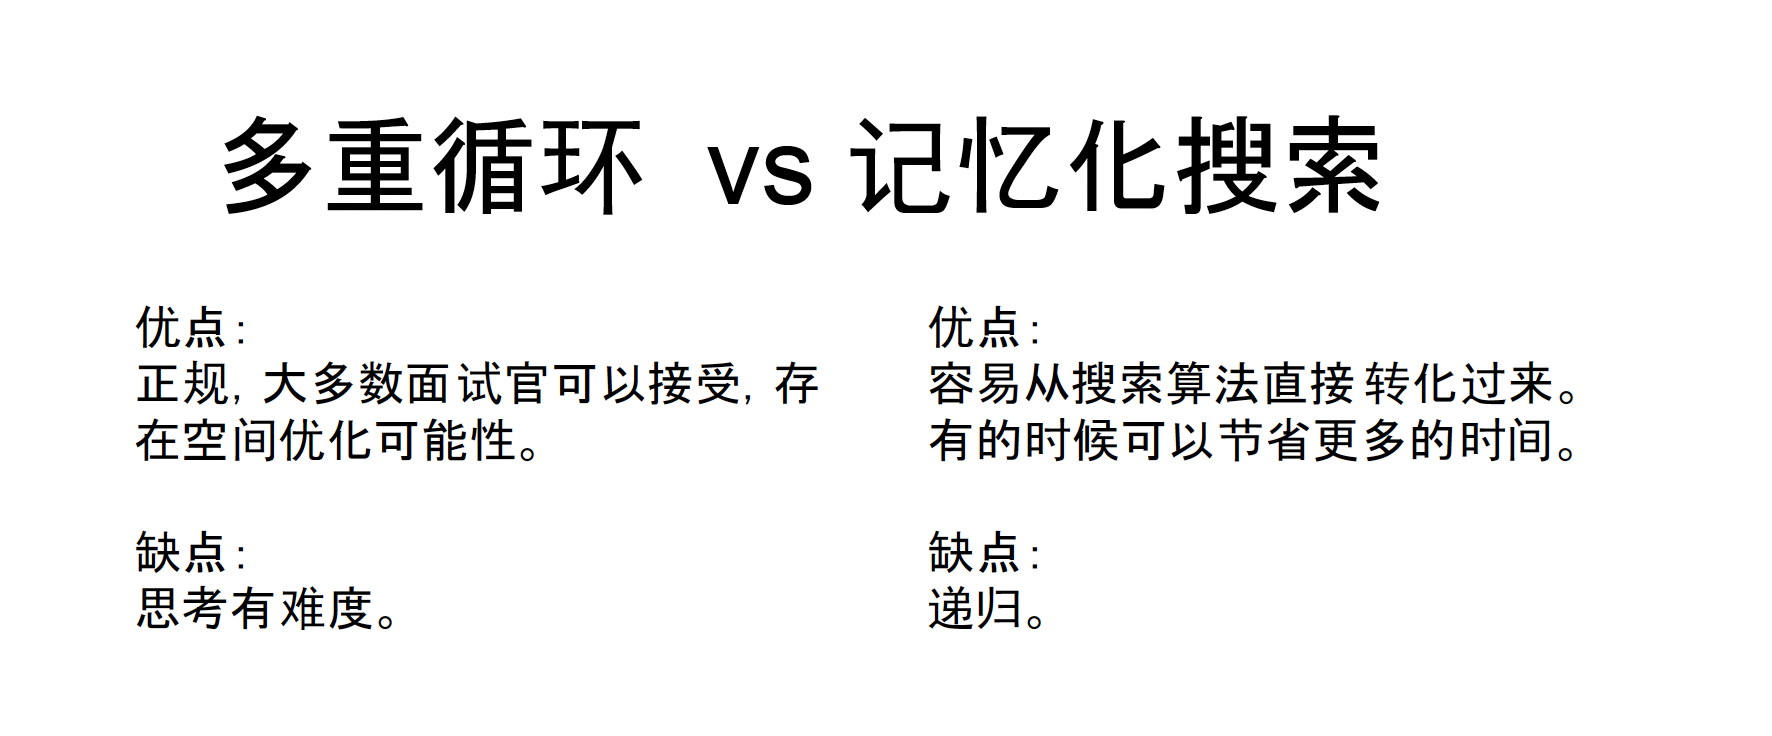 多重循环 vs 记忆化搜索
优点:
正规, 大多数面试官可以接受, 存
在空间优化可能性。
缺点:
思考有难度。
优点:
容易从搜索算法直接转化过来。
有的时候可以节省更多的时间。
缺点:
递归。